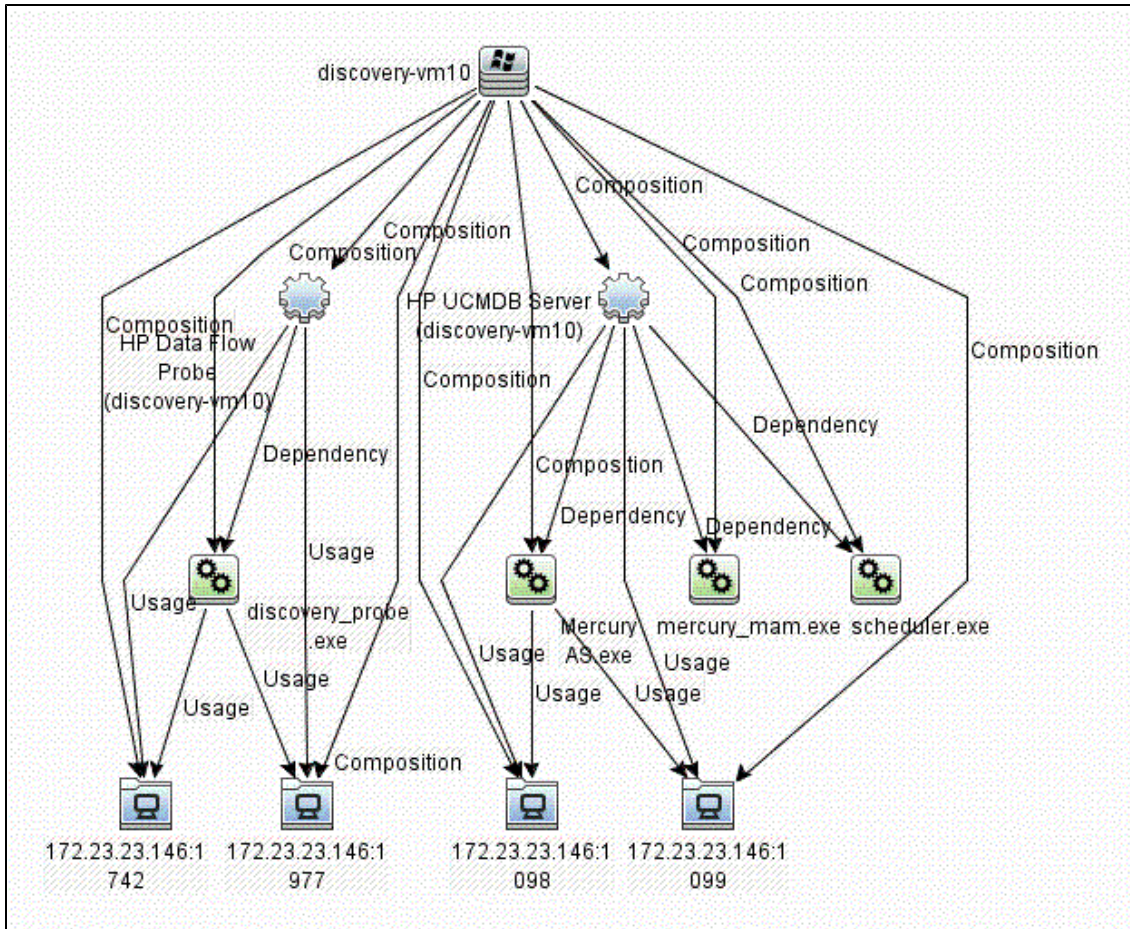 discovery-vm10
Composition
Composition
Composition
Composition
Composition
Composition
HP Data Flow
Probe
(discovery-vm10)
HP UCMDB Server
(discovery-vm10)
Composition
Composition
Dependency
Dependency
Composition
Dependency
Dependency
Usage
Usage
discovery_probe
.exe
Mercury
AS.exe
mercury_mam.exe
scheduler.exe
Usage
Usage
Usage
Usage
Usage
Usage
Composition
172.23.23.146:1
742
172.23.23.146:1
977
172.23.23.146:1
098
172.23.23.146:1
099